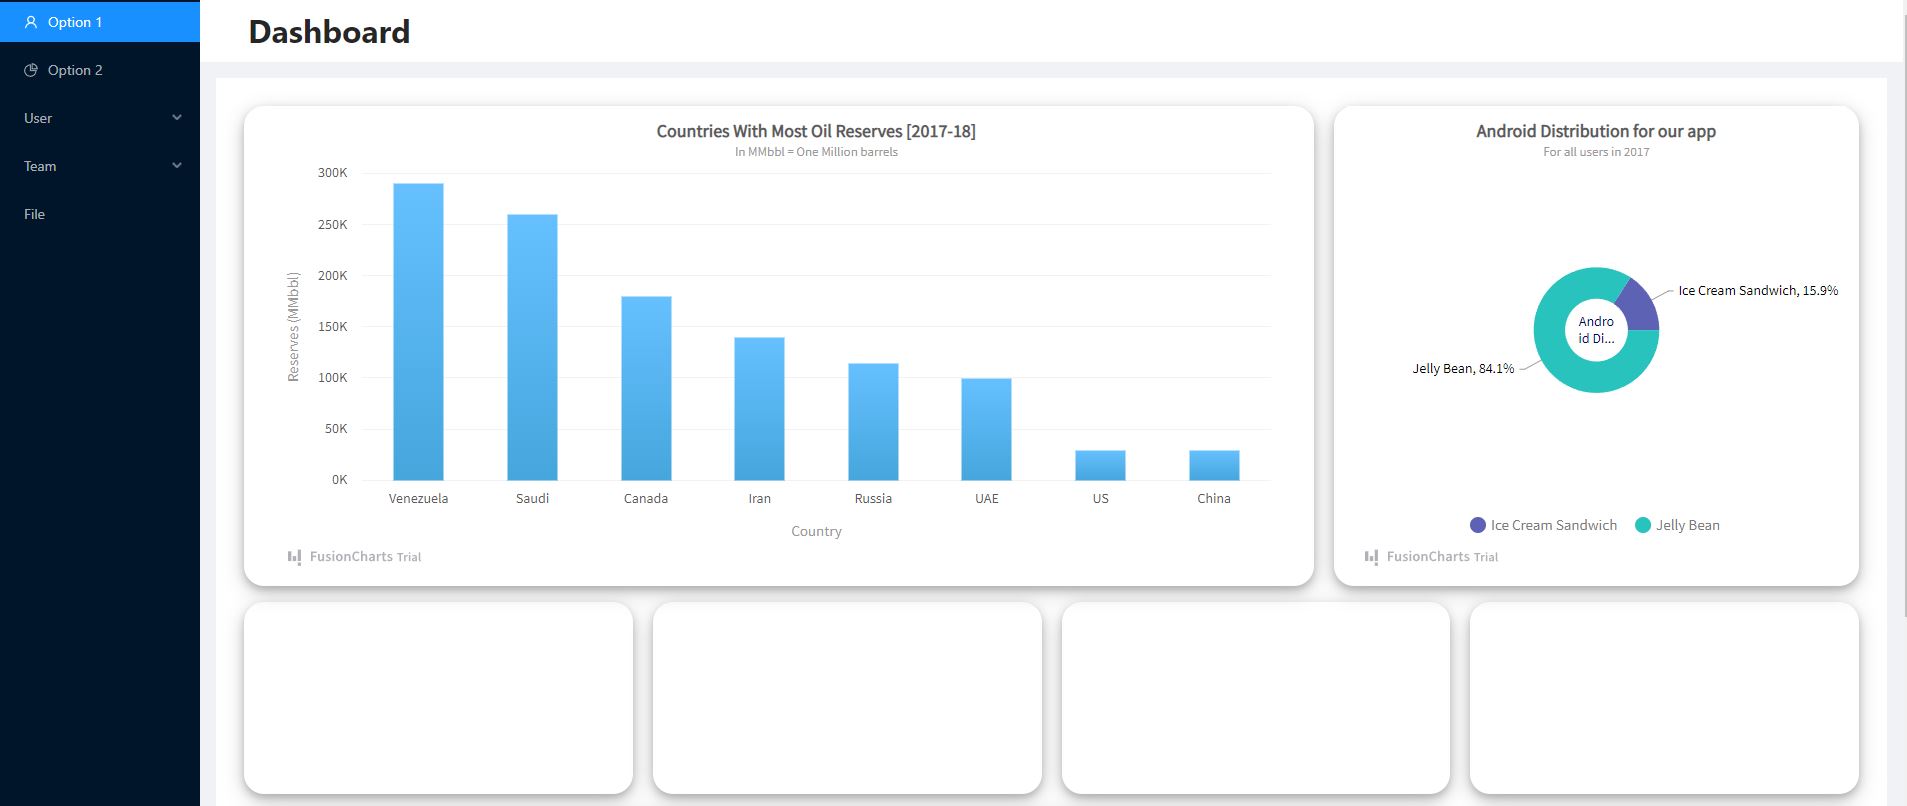 Option 1
Option 2
User
Team
File
Dashboard
Countries With Most Oil Reserves [2017-18]
In MMbbl = One Million barrels
300K
250K
200K
150K
100K
50K
0K
Reserves (MMbbl)
Venezuela
Saudi
Canada
Iran
Russia
UAE
US
China
Country
FusionCharts Trial
Android Distribution for our app
For all users in 2017
Ice Cream Sandwich, 15.9%
Andro
id Di...
Jelly Bean, 84.1%
Ice Cream Sandwich
Jelly Bean
FusionCharts Trial